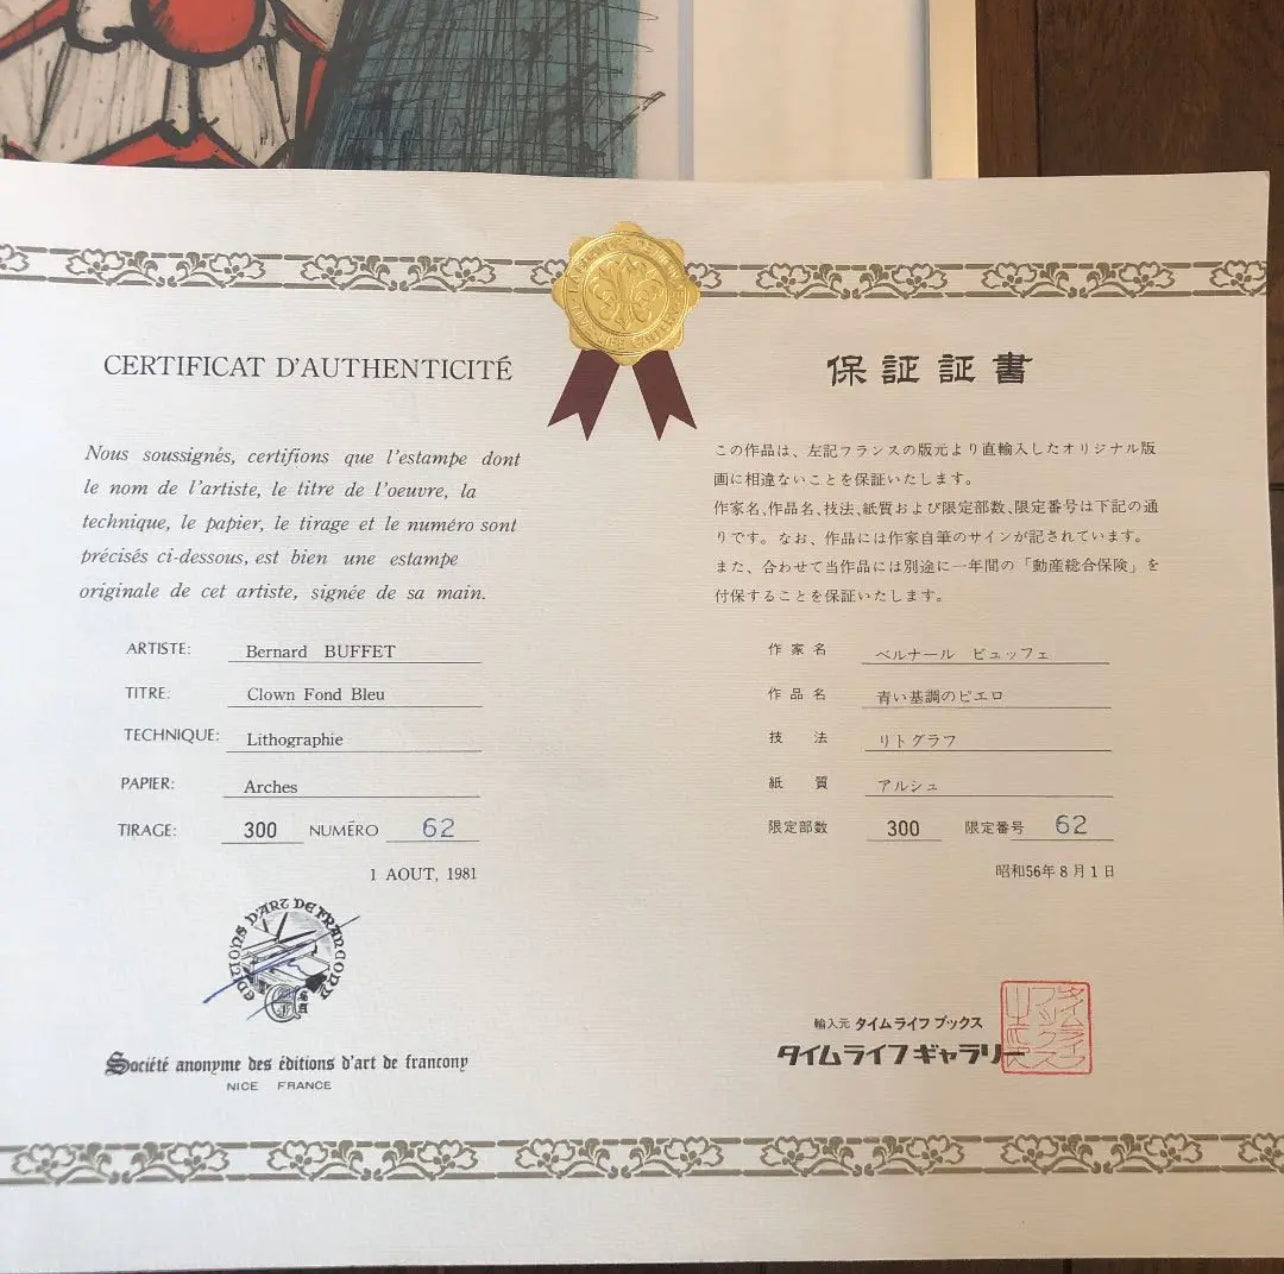 CERTIFICAT D'AUTHENTICITÉ
Nous soussignés, certifions que l'estampe dont
le nom de l'artiste, le titre de l'oeuvre, la
technique, le papier, le tirage et le numéro sont
précisés ci-dessous, est bien une estampe
originale de cet artiste, signée de sa main.
ARTISTE: Bernard BUFFET
TITRE: Clown Fond Bleu
TECHNIQUE: Lithographie
PAPIER: Arches
TIRAGE: 300 NUMÉRO 62
1 AOUT, 1981
EDITIONS D'ART DE FRANCONY
Société anonyme des éditions d'art de francony
NICE FRANCE
保証証書
この作品は、左記フランスの版元より直輸入したオリジナル版
画に相違ないことを保証いたします。
作家名、作品名、技法、紙質および限定部数、限定番号は下記の通
りです。なお、作品には作家自筆のサインが記されています。
また、合わせて当作品には別途に一年間の「動産総合保険」を
付保することを保証いたします。
作家名 ベルナール ビュッフェ
作品名 青い基調のピエロ
技法 リトグラフ
紙質 アルシュ
限定部数 300 限定番号 62
昭和56年8月1日
輸入元 タイムライフブックス
タイムライフギャラリー